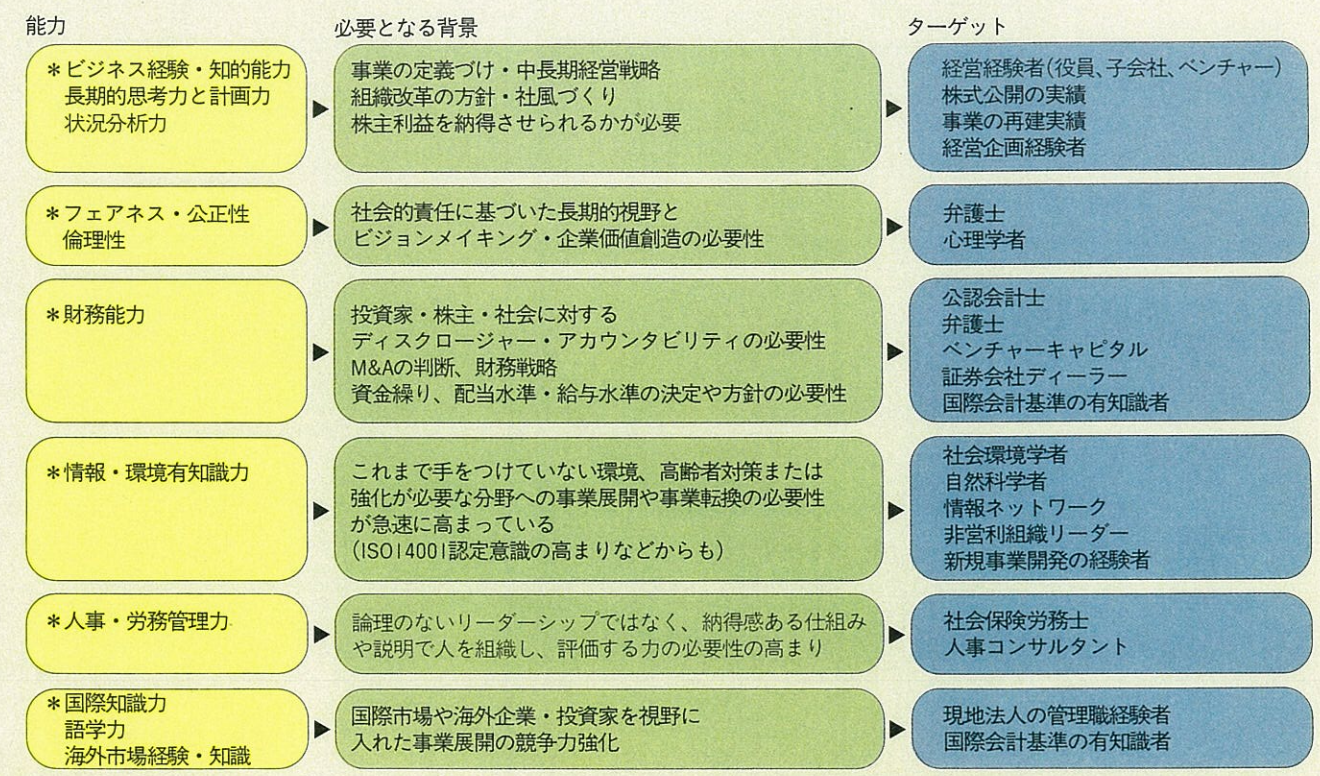 能力
必要となる背景
ターゲット
＊ビジネス経験・知的能力
長期的思考力と計画力
状況分析力
事業の定義づけ・中長期経営戦略
組織改革の方針・社風づくり
株主利益を納得させられるかが必要
経営経験者(役員、子会社、ベンチャー)
株式公開の実績
事業の再建実績
経営企画経験者
＊フェアネス・公正性
倫理性
社会的責任に基づいた長期的視野と
ビジョンメイキング・企業価値創造の必要性
弁護士
心理学者
＊財務能力
投資家・株主・社会に対する
ディスクロージャー・アカウンタビリティの必要性
M&Aの判断、財務戦略
資金繰り、配当水準・給与水準の決定や方針の必要性
公認会計士
弁護士
ベンチャーキャピタル
証券会社ディーラー
国際会計基準の有知識者
＊情報・環境有知識力
これまで手をつけていない環境、高齢者対策または
強化が必要な分野への事業展開や事業転換の必要性
が急速に高まっている
(ISO14001認定意識の高まりなどからも)
社会環境学者
自然科学者
情報ネットワーク
非営利組織リーダー
新規事業開発の経験者
＊人事・労務管理力
論理のないリーダーシップではなく、納得感ある仕組み
や説明で人を組織し、評価する力の必要性の高まり
社会保険労務士
人事コンサルタント
＊国際知識力
語学力
海外市場経験・知識
国際市場や海外企業・投資家を視野に
入れた事業展開の競争力強化
現地法人の管理職経験者
国際会計基準の有知識者